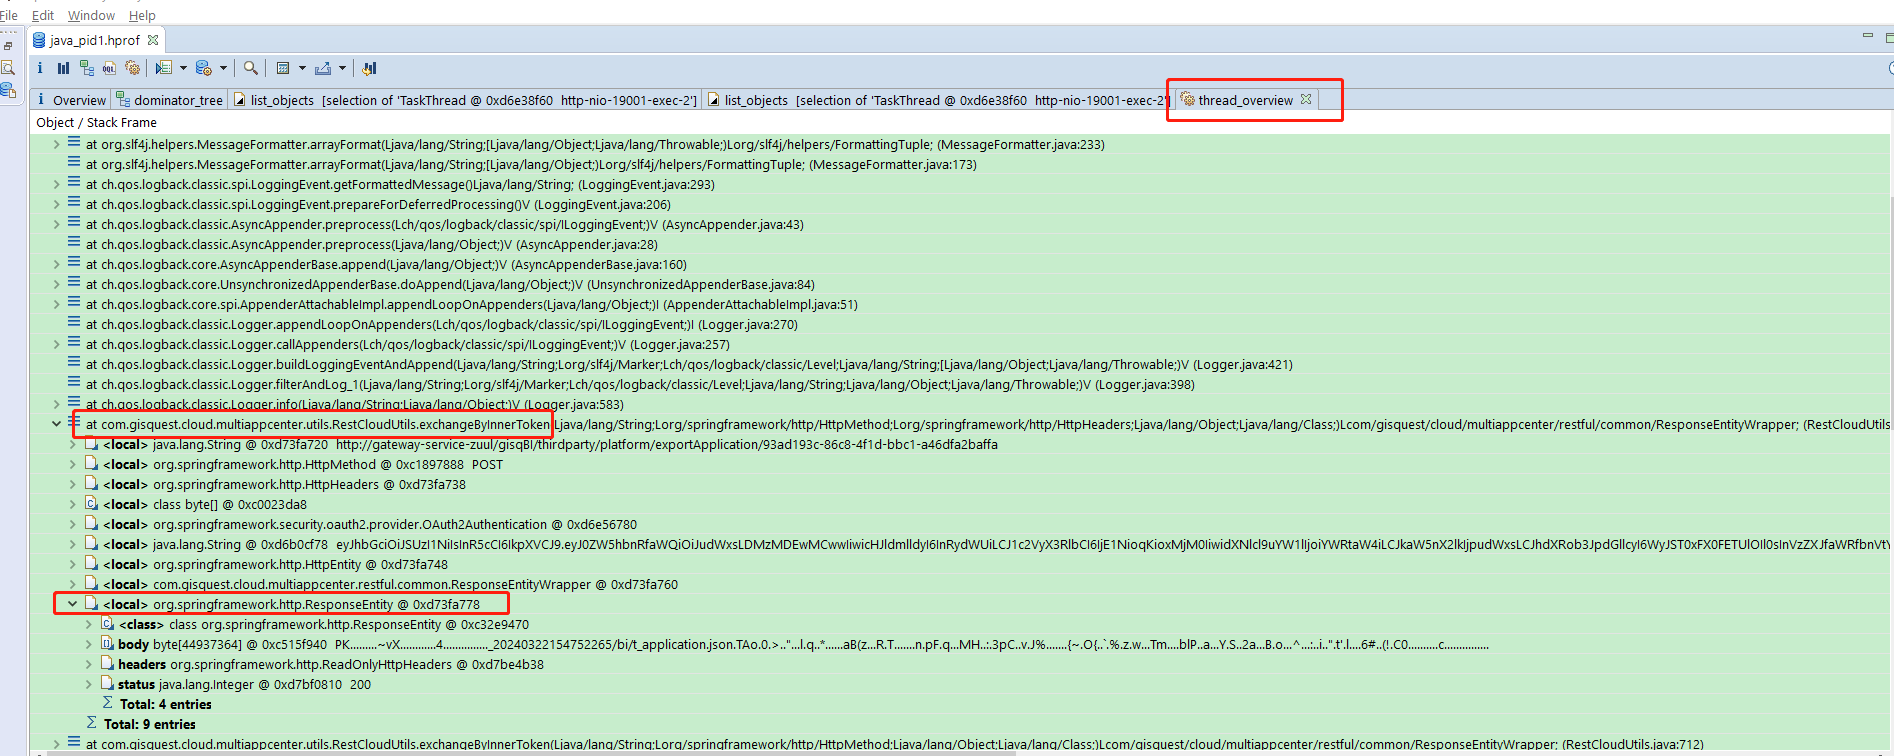 File Edit Window Help
java_pid1.hprof
Overview dominator_tree list_objects [selection of 'TaskThread @ 0xd6e38f60 http-nio-19001-exec-2'] list_objects [selection of 'TaskThread @ 0xd6e38f60 http-nio-19001-exec-2' thread_overview
Object / Stack Frame
at org.slf4j.helpers.MessageFormatter.arrayFormat(Ljava/lang/String;[Ljava/lang/Object;Ljava/lang/Throwable;)Lorg/slf4j/helpers/FormattingTuple; (MessageFormatter.java:233)
at org.slf4j.helpers.MessageFormatter.arrayFormat(Ljava/lang/String;[Ljava/lang/Object;)Lorg/slf4j/helpers/FormattingTuple; (MessageFormatter.java:173)
at ch.qos.logback.classic.spi.LoggingEvent.getFormattedMessage()Ljava/lang/String; (LoggingEvent.java:293)
at ch.qos.logback.classic.spi.LoggingEvent.prepareForDeferredProcessing()V (LoggingEvent.java:206)
at ch.qos.logback.classic.AsyncAppender.preprocess(Lch/qos/logback/classic/spi/ILoggingEvent;)V (AsyncAppender.java:43)
at ch.qos.logback.classic.AsyncAppender.preprocess(Ljava/lang/Object;)V (AsyncAppender.java:28)
at ch.qos.logback.core.AsyncAppenderBase.append(Ljava/lang/Object;)V (AsyncAppenderBase.java:160)
at ch.qos.logback.core.UnsynchronizedAppenderBase.doAppend(Ljava/lang/Object;)V (UnsynchronizedAppenderBase.java:84)
at ch.qos.logback.core.spi.AppenderAttachableImpl.appendLoopOnAppenders(Ljava/lang/Object;)I (AppenderAttachableImpl.java:51)
at ch.qos.logback.classic.Logger.appendLoopOnAppenders(Lch/qos/logback/classic/spi/ILoggingEvent;)I (Logger.java:270)
at ch.qos.logback.classic.Logger.callAppenders(Lch/qos/logback/classic/spi/ILoggingEvent;)V (Logger.java:257)
at ch.qos.logback.classic.Logger.buildLoggingEventAndAppend(Ljava/lang/String;Lorg/slf4j/Marker;Lch/qos/logback/classic/Level;Ljava/lang/String;[Ljava/lang/Object;Ljava/lang/Throwable;)V (Logger.java:421)
at ch.qos.logback.classic.Logger.filterAndLog_1(Ljava/lang/String;Lorg/slf4j/Marker;Lch/qos/logback/classic/Level;Ljava/lang/String;Ljava/lang/Object;Ljava/lang/Throwable;)V (Logger.java:398)
at ch.qos.logback.classic.Logger.info(Ljava/lang/String;Ljava/lang/Object;)V (Logger.java:583)
at com.gisquest.cloud.multiappcenter.utils.RestCloudUtils.exchangeByInnerToken(Ljava/lang/String;Lorg/springframework/http/HttpMethod;Lorg/springframework/http/HttpHeaders;Ljava/lang/Object;Ljava/lang/Class;)Lcom/gisquest/cloud/multiappcenter/restful/common/ResponseEntityWrapper; (RestCloudUtils
<local> java.lang.String @ 0xd73fa720 http://gateway-service-zuul/gisqBI/thirdparty/platform/exportApplication/93ad193c-86c8-4f1d-bbc1-a46dfa2baffa
<local> org.springframework.http.HttpMethod @ 0xc1897888 POST
<local> org.springframework.http.HttpHeaders @ 0xd73fa738
<local> class byte[] @ 0xc0023da8
<local> org.springframework.security.oauth2.provider.OAuth2Authentication @ 0xd6e56780
<local> java.lang.String @ 0xd6b0cf78
<local> org.springframework.http.HttpEntity @ 0xd73fa748
<local> com.gisquest.cloud.multiappcenter.restful.common.ResponseEntityWrapper @ 0xd73fa760
<local> org.springframework.http.ResponseEntity @ 0xd73fa778
<class> class org.springframework.http.ResponseEntity @ 0xc32e9470
body byte[44937364] @ 0xc515f940
headers org.springframework.http.ReadOnlyHttpHeaders @ 0xd7be4b38
status java.lang.Integer @ 0xd7bf0810 200
Total: 4 entries
Total: 9 entries
at com.gisquest.cloud.multiappcenter.utils.RestCloudUtils.exchangeByInnerToken(Ljava/lang/String;Lorg/springframework/http/HttpMethod;Ljava/lang/Object;Ljava/lang/Class;)Lcom/gisquest/cloud/multiappcenter/restful/common/ResponseEntityWrapper; (RestCloudUtils.java:712)